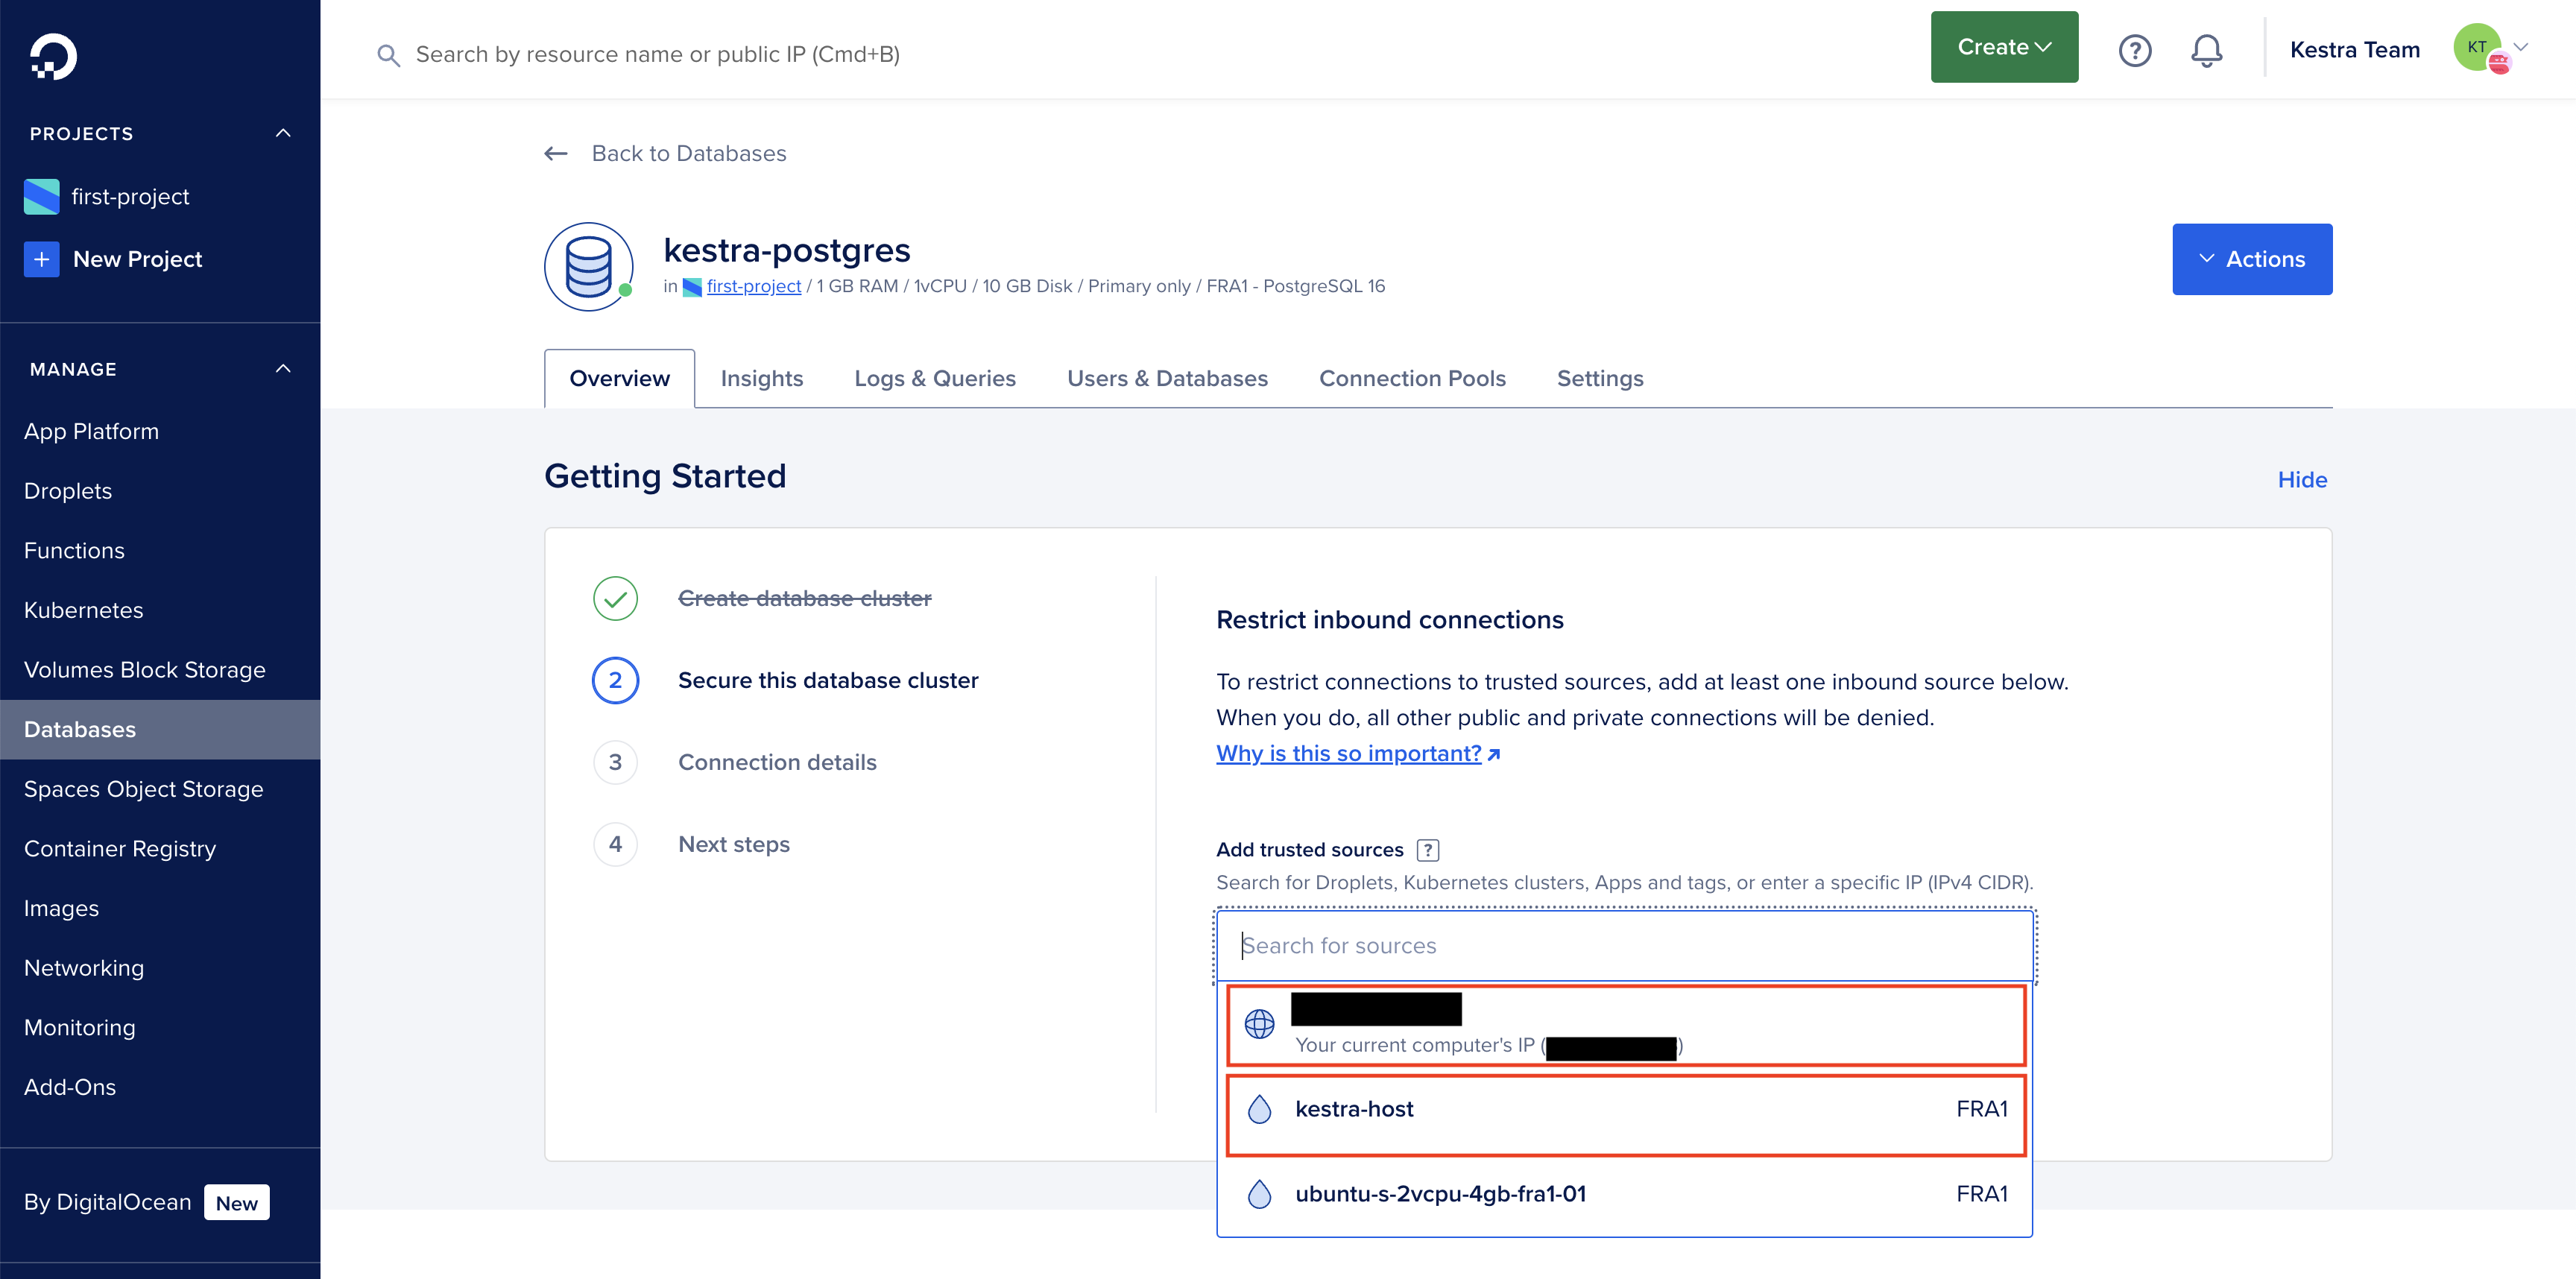 Search by resource name or public IP (Cmd+B)
Create
Kestra Team
KT
PROJECTS
first-project
New Project
MANAGE
App Platform
Droplets
Functions
Kubernetes
Volumes Block Storage
Databases
Spaces Object Storage
Container Registry
Images
Networking
Monitoring
Add-Ons
By DigitalOcean New
Back to Databases
kestra-postgres
in first-project / 1 GB RAM / 1vCPU / 10 GB Disk / Primary only / FRA1 - PostgreSQL 16
Actions
Overview Insights Logs & Queries Users & Databases Connection Pools Settings
Getting Started
Hide
Create database cluster
2 Secure this database cluster
3 Connection details
4 Next steps
Restrict inbound connections
To restrict connections to trusted sources, add at least one inbound source below.
When you do, all other public and private connections will be denied.
Why is this so important?
Add trusted sources ?
Search for Droplets, Kubernetes clusters, Apps and tags, or enter a specific IP (IPv4 CIDR).
Search for sources
Your current computer's IP ( )
kestra-host FRA1
ubuntu-s-2vcpu-4gb-fra1-01 FRA1